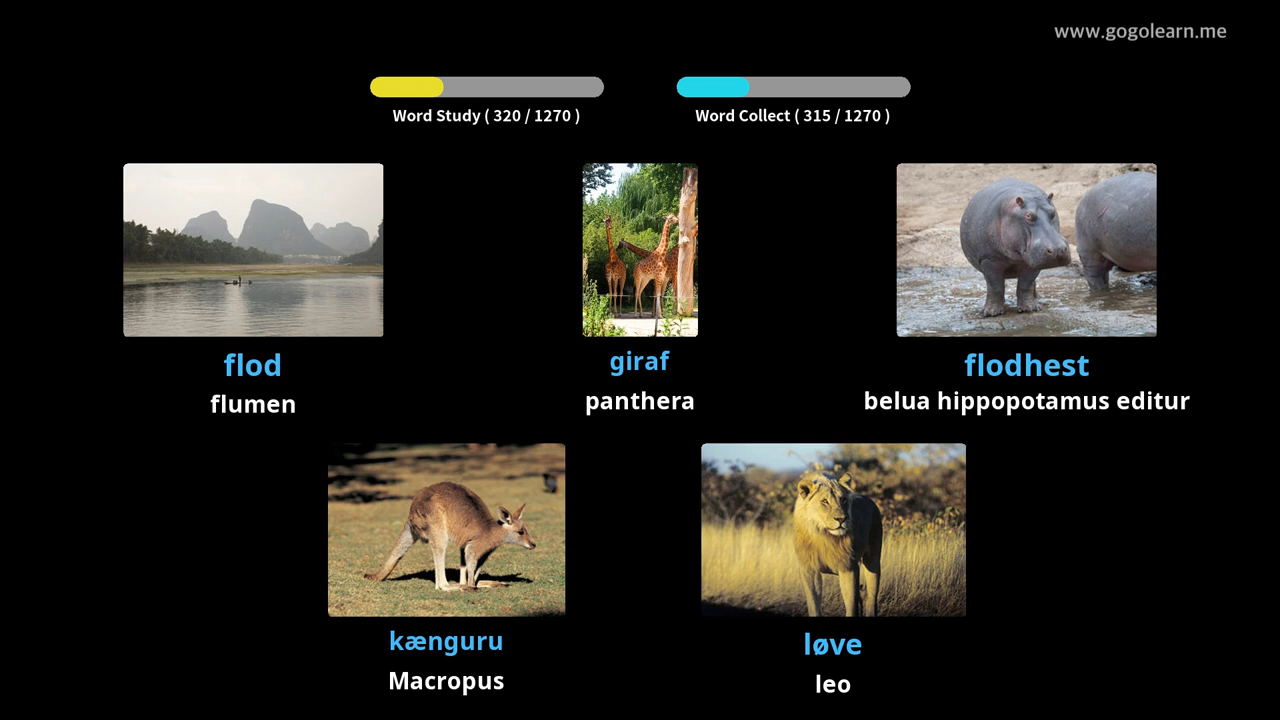 www.gogolearn.me
Word Study ( 320 / 1270 )
Word Collect ( 315 / 1270 )
flod
flumen
giraf
panthera
flodhest
belua hippopotamus editur
kænguru
Macropus
løve
leo